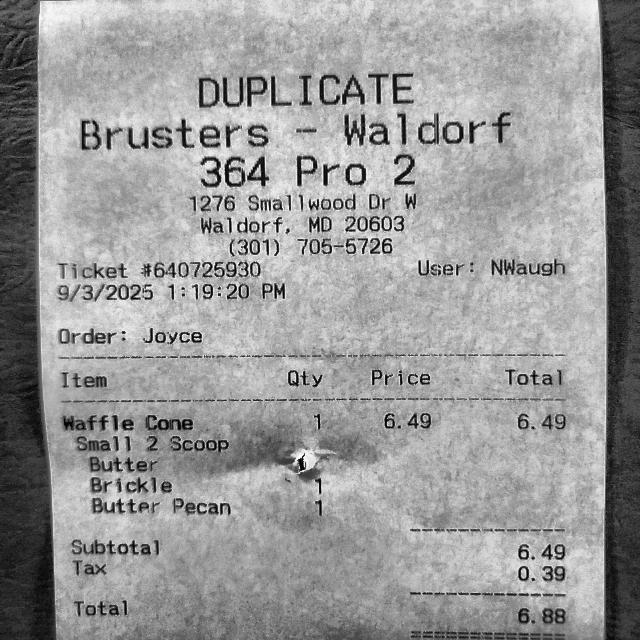 DUPLICATE
Brusters - Waldorf
364 Pro 2
1276 Smallwood Dr W
Waldorf, MD 20603
(301) 705-5726
Ticket #640725930 User: NWaugh
9/3/2025 1:19:20 PM
Order: Joyce
Item Qty Price Total
Waffle Cone 1 6.49 6.49
Small 2 Scoop
Butter
Brickle 1
Butter Pecan 1
Subtotal 6.49
Tax 0.39
Total 6.88